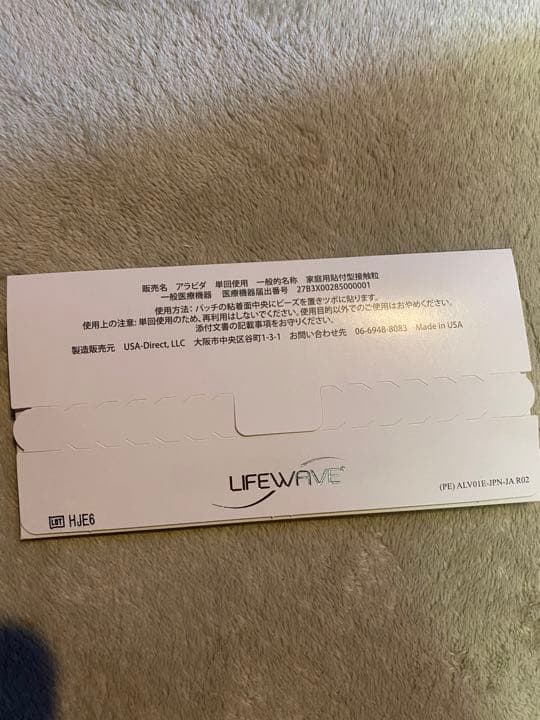 販売名 アラビダ 単回使用 一般的名称 家庭用貼付型接触粒
一般医療機器 医療機器届出番号 27B3X00285000001
使用方法: パッチの粘着面中央にビーズを置きツボに貼ります。
使用上の注意: 単回使用のため、再利用はしないでください。使用目的以外でのご使用はおやめください。
添付文書の記載事項をお守りください。
製造販売元 USA-Direct, LLC 大阪市中央区谷町1-3-1 お問い合わせ先 06-6948-8083 Made in USA
LIFEWAVE
(PE) ALV01E-JPN-JA R02
LOT HJE6